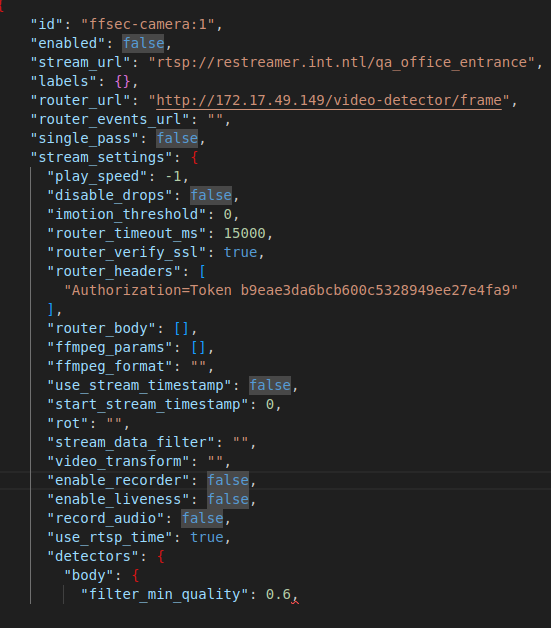 {
"id": "ffsec-camera:1",
"enabled": false,
"stream_url": "rtsp://restreamer.int.ntl/qa_office_entrance",
"labels": {},
"router_url": "http://172.17.49.149/video-detector/frame",
"router_events_url": "",
"single_pass": false,
"stream_settings": {
"play_speed": -1,
"disable_drops": false,
"imotion_threshold": 0,
"router_timeout_ms": 15000,
"router_verify_ssl": true,
"router_headers": [
"Authorization=Token b9eae3da6bcb600c5328949ee27e4fa9"
],
"router_body": [],
"ffmpeg_params": [],
"ffmpeg_format": "",
"use_stream_timestamp": false,
"start_stream_timestamp": 0,
"rot": "",
"stream_data_filter": "",
"video_transform": "",
"enable_recorder": false,
"enable_liveness": false,
"record_audio": false,
"use_rtsp_time": true,
"detectors": {
"body": {
"filter_min_quality": 0.6,